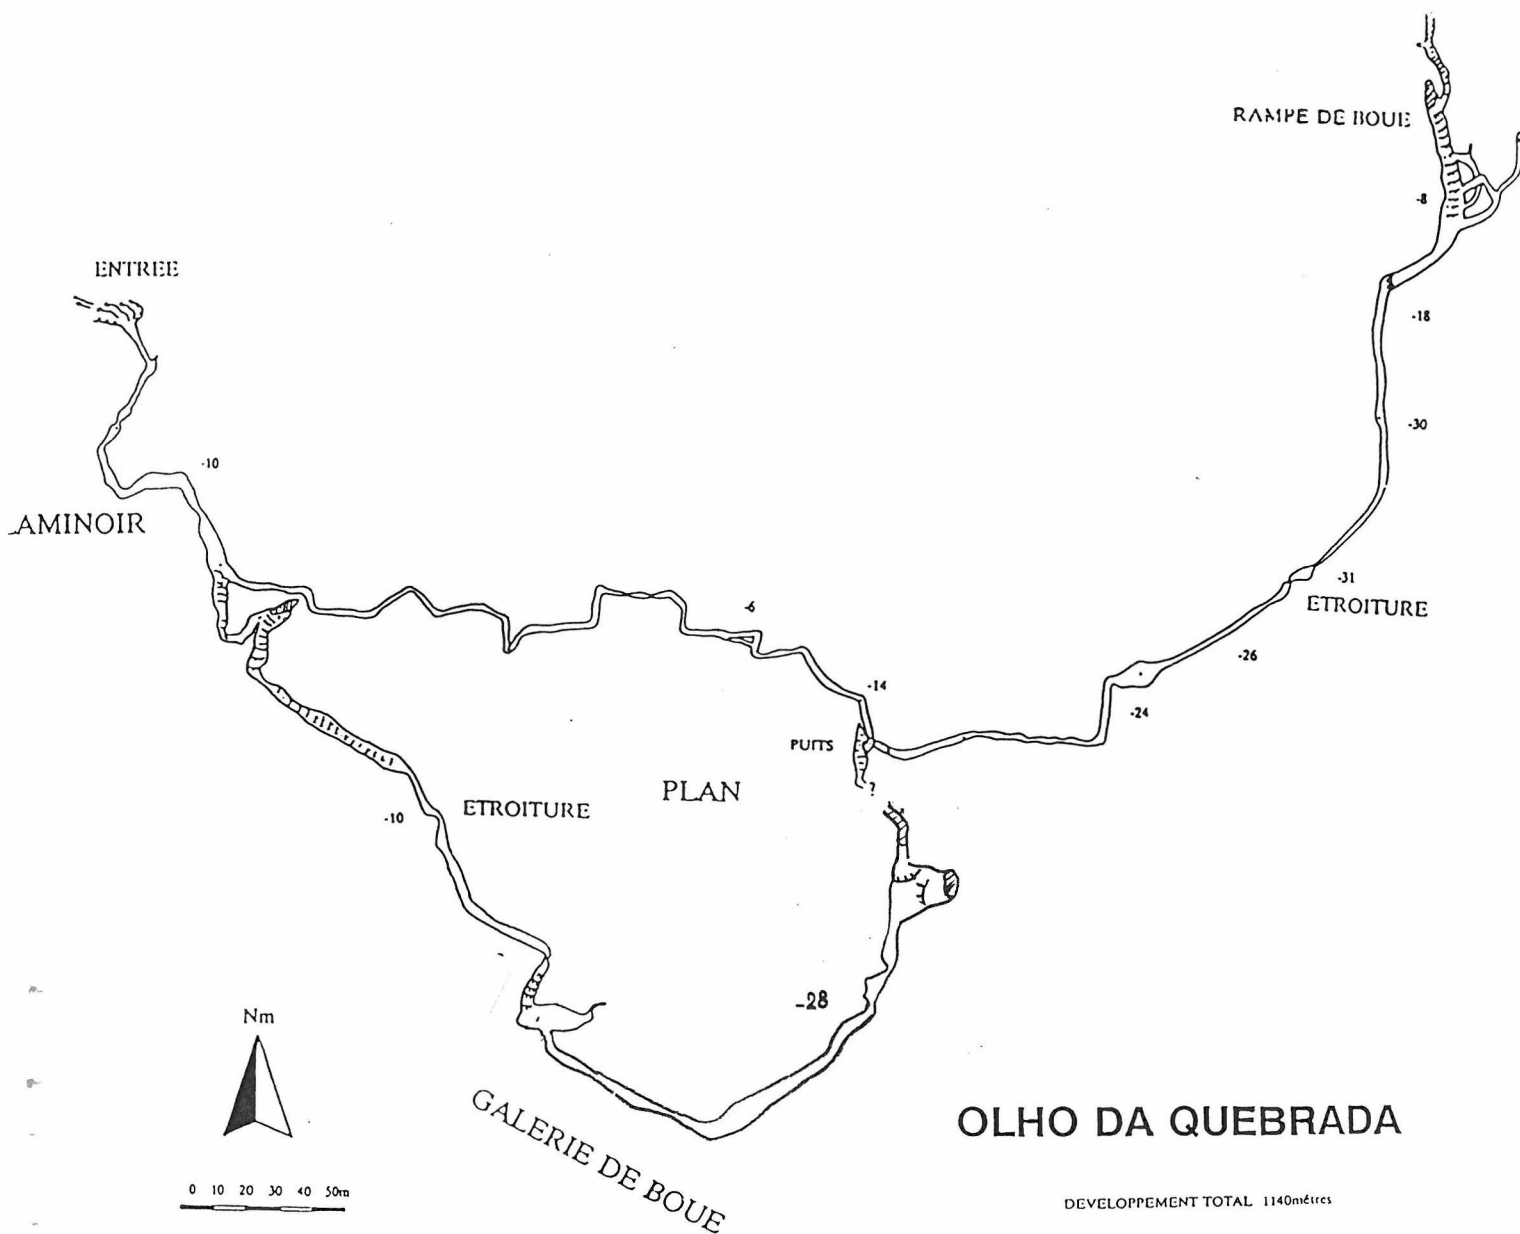 RAMPE DE BOUE
-8
ENTREE
-18
-30
-10
LAMINOIR
-31
ETROITURE
-6
-26
-14
-24
PUITS
?
PLAN
ETROITURE
-10
-28
Nm
GALERIE DE BOUE
OLHO DA QUEBRADA
0 10 20 30 40 50m
DEVELOPPEMENT TOTAL 1140mètres